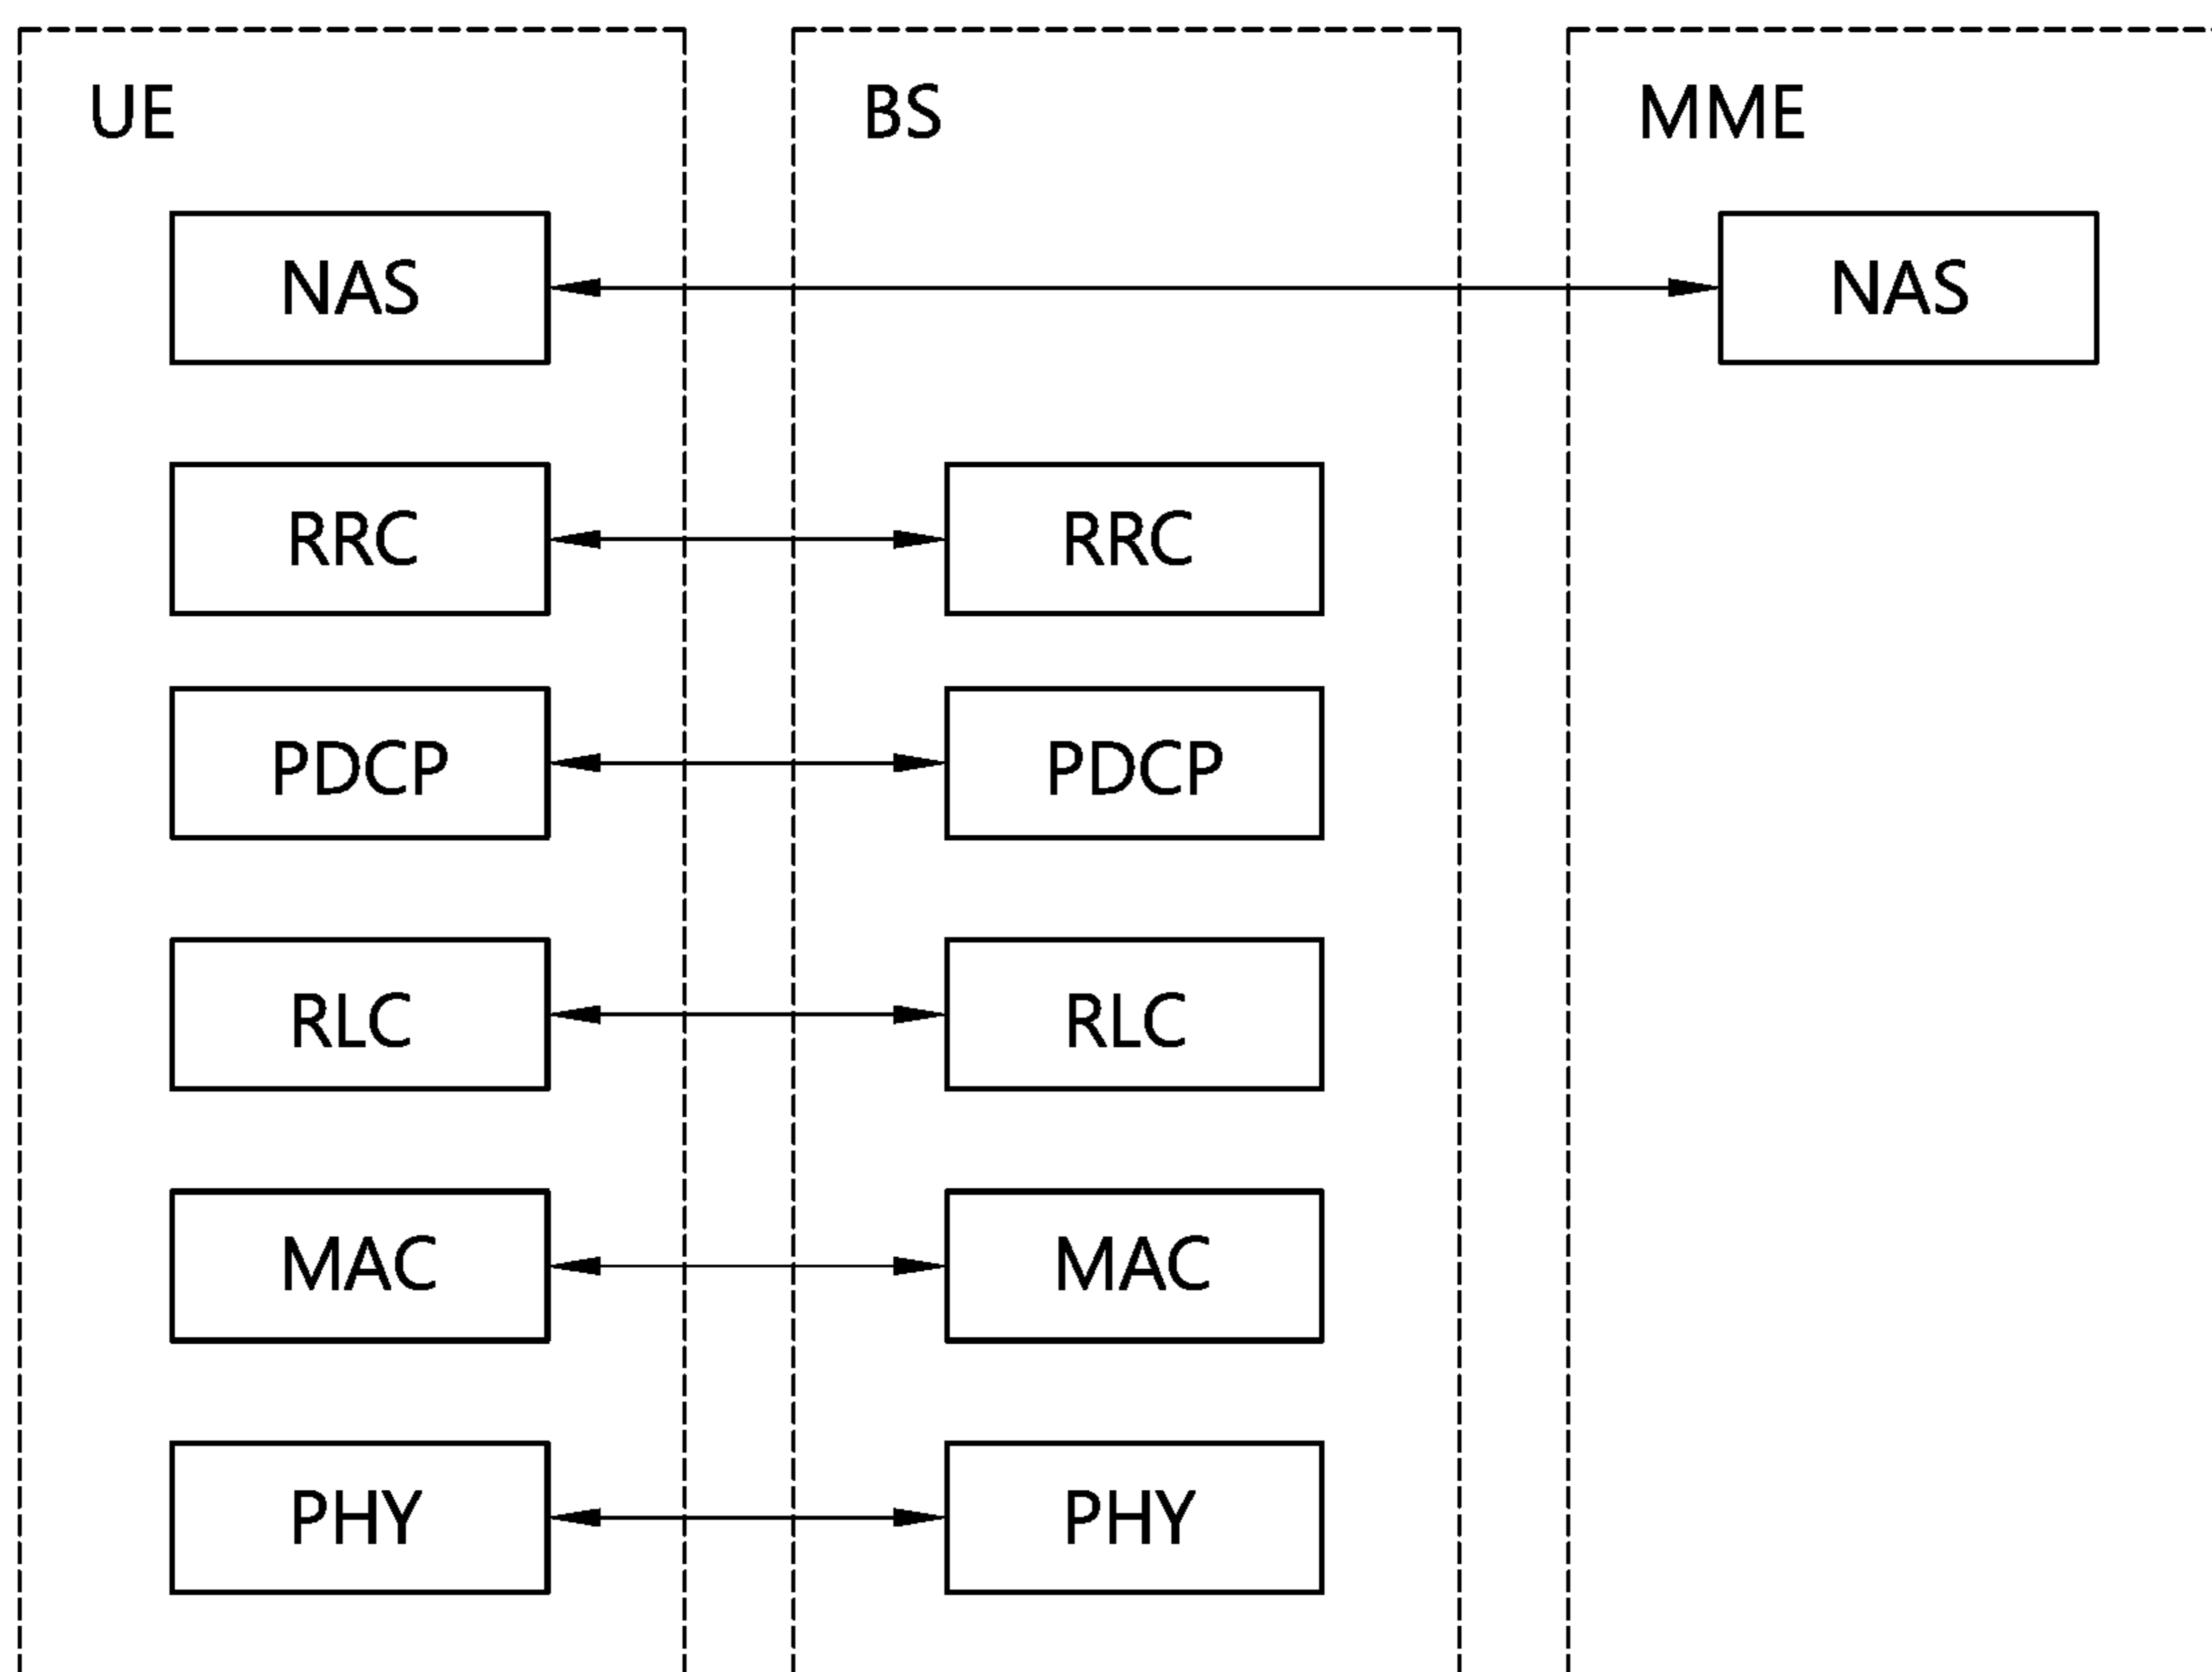 UE
BS
MME
NAS
NAS
RRC
RRC
PDCP
PDCP
RLC
RLC
MAC
MAC
PHY
PHY